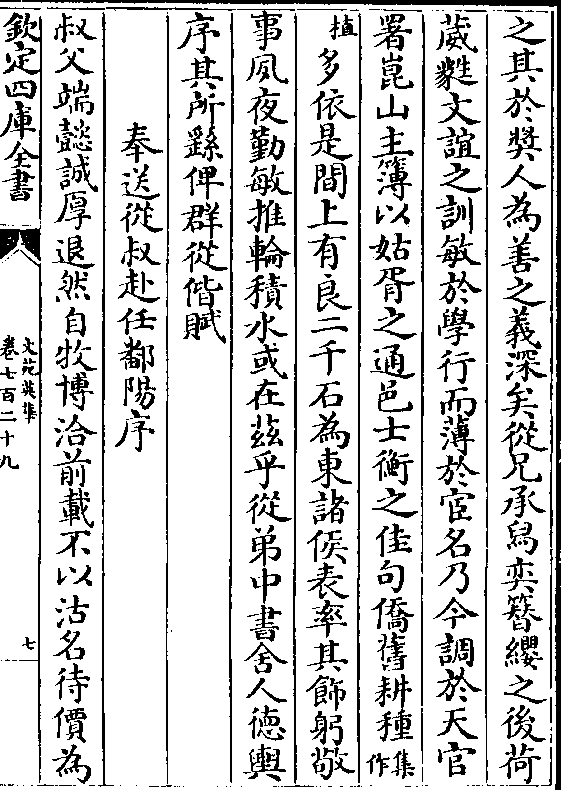 之其於奬人為善之義深矣從兄承舄奕簪纓之後荷
葳㽔文誼之訓敏於學行而薄於宦名乃今調於天官
署崑山主簿以姑胥之通邑士衡之佳句僑舊耕種集作
植多依是間上有良二千石為東諸侯表率其飾躬敬
事夙夜勤敏推輪積水或在茲乎從弟中書舍人德輿
序其所繇俾群從偕賦
奉送從叔赴任鄱陽序
叔父端懿誠厚退然自牧博洽前載不以沽名待價為
欽定四庫全書
文苑英華
卷七百二十九
七